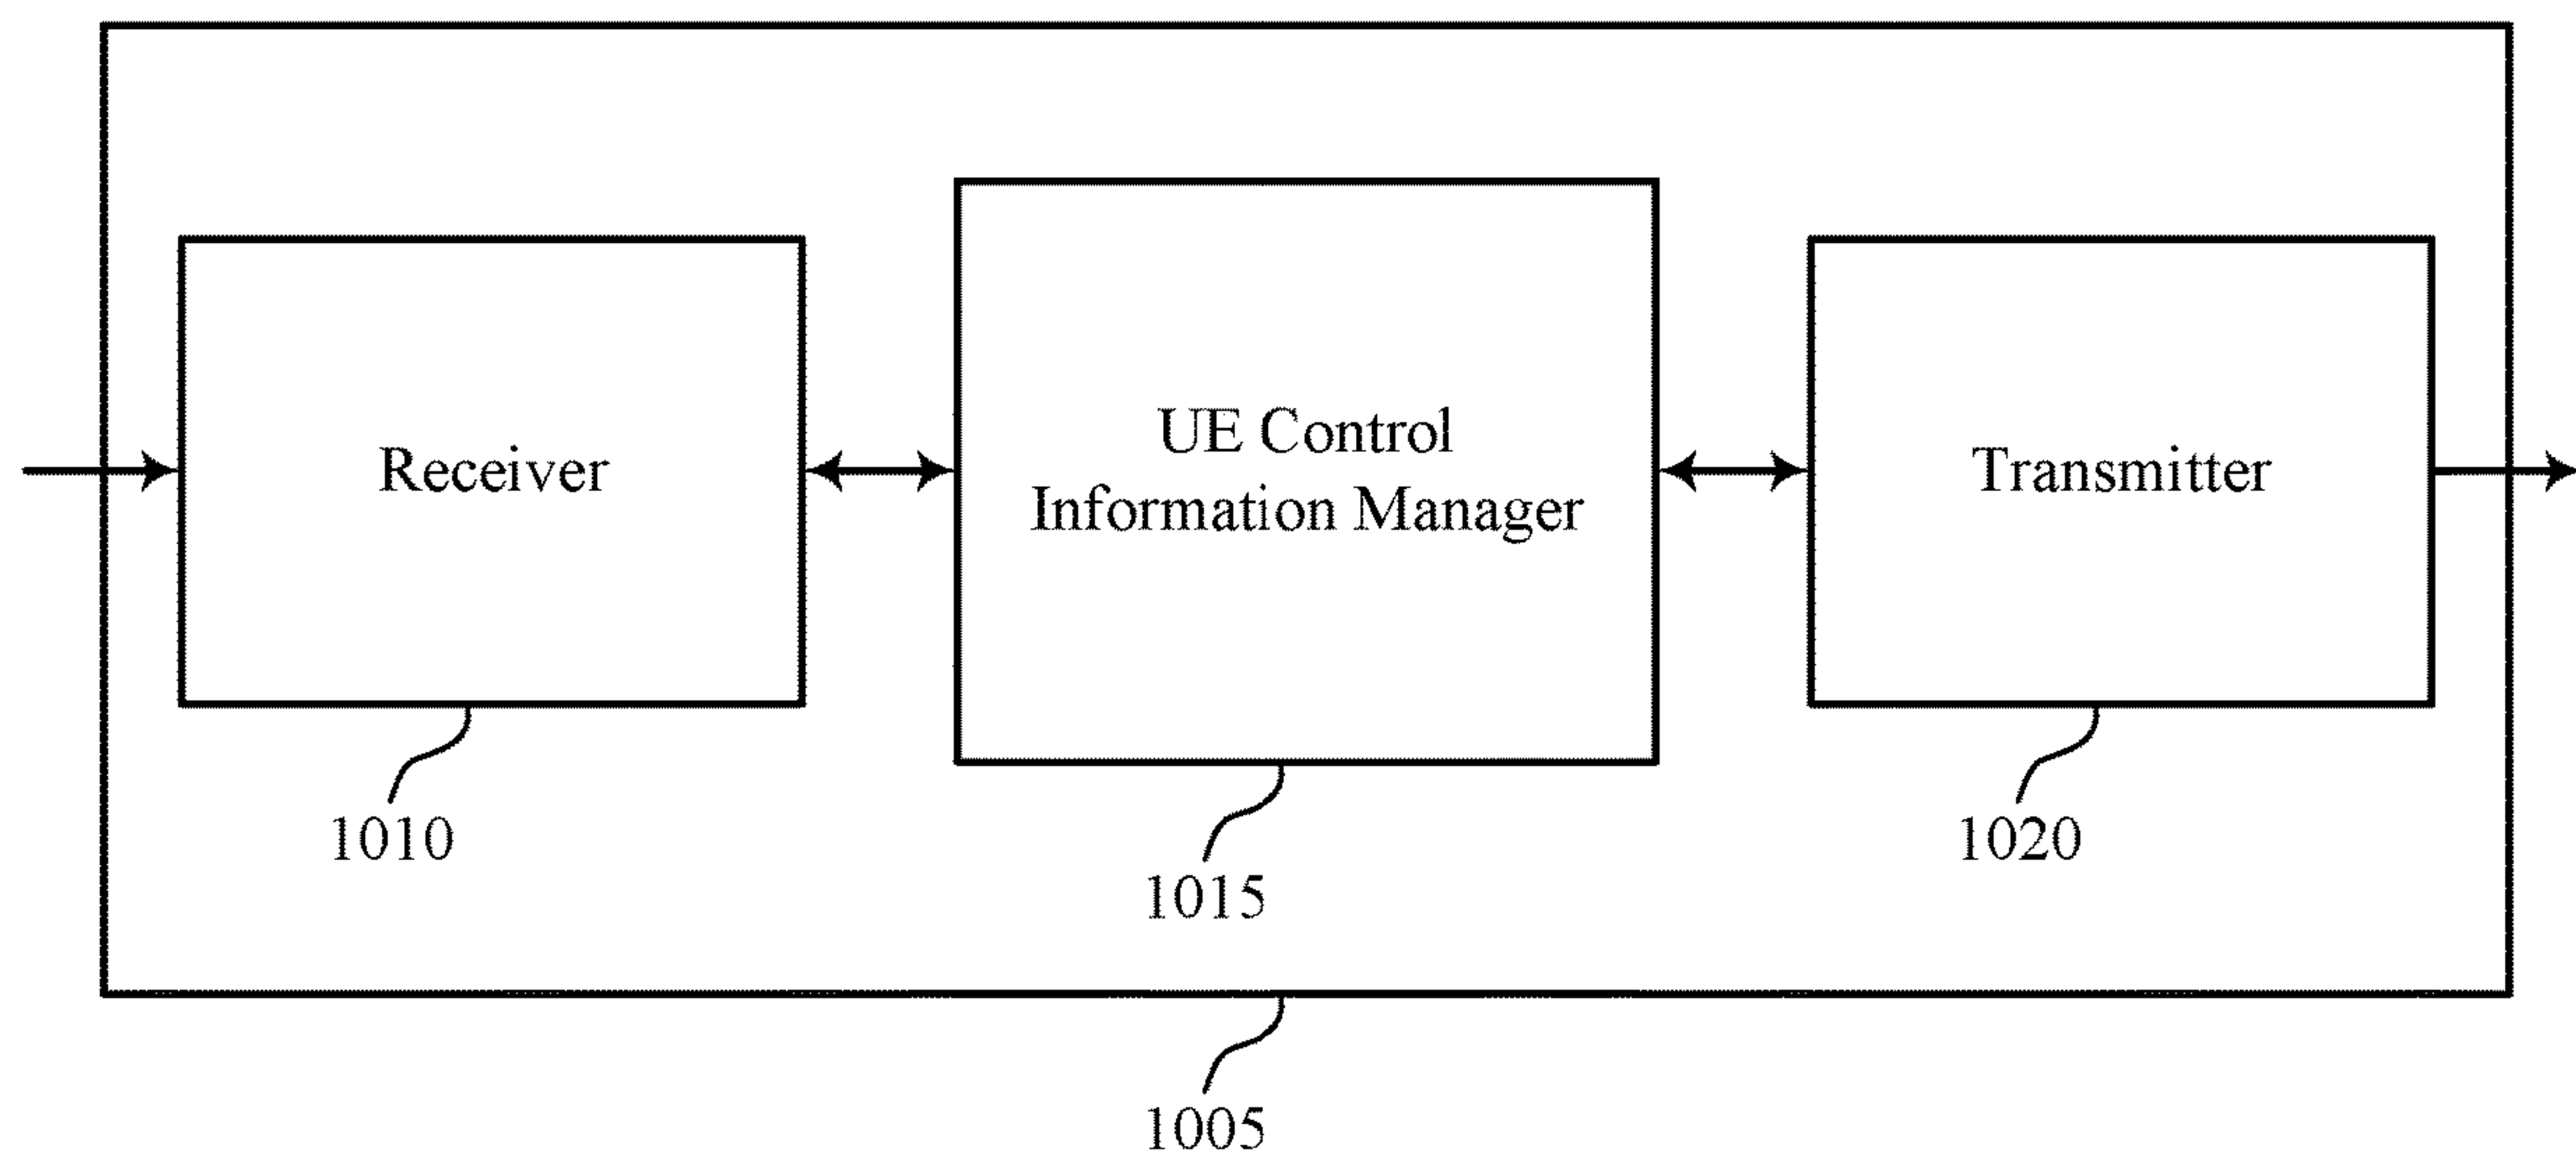 Receiver
UE Control
Information Manager
Transmitter
1010
1015
1020
1005